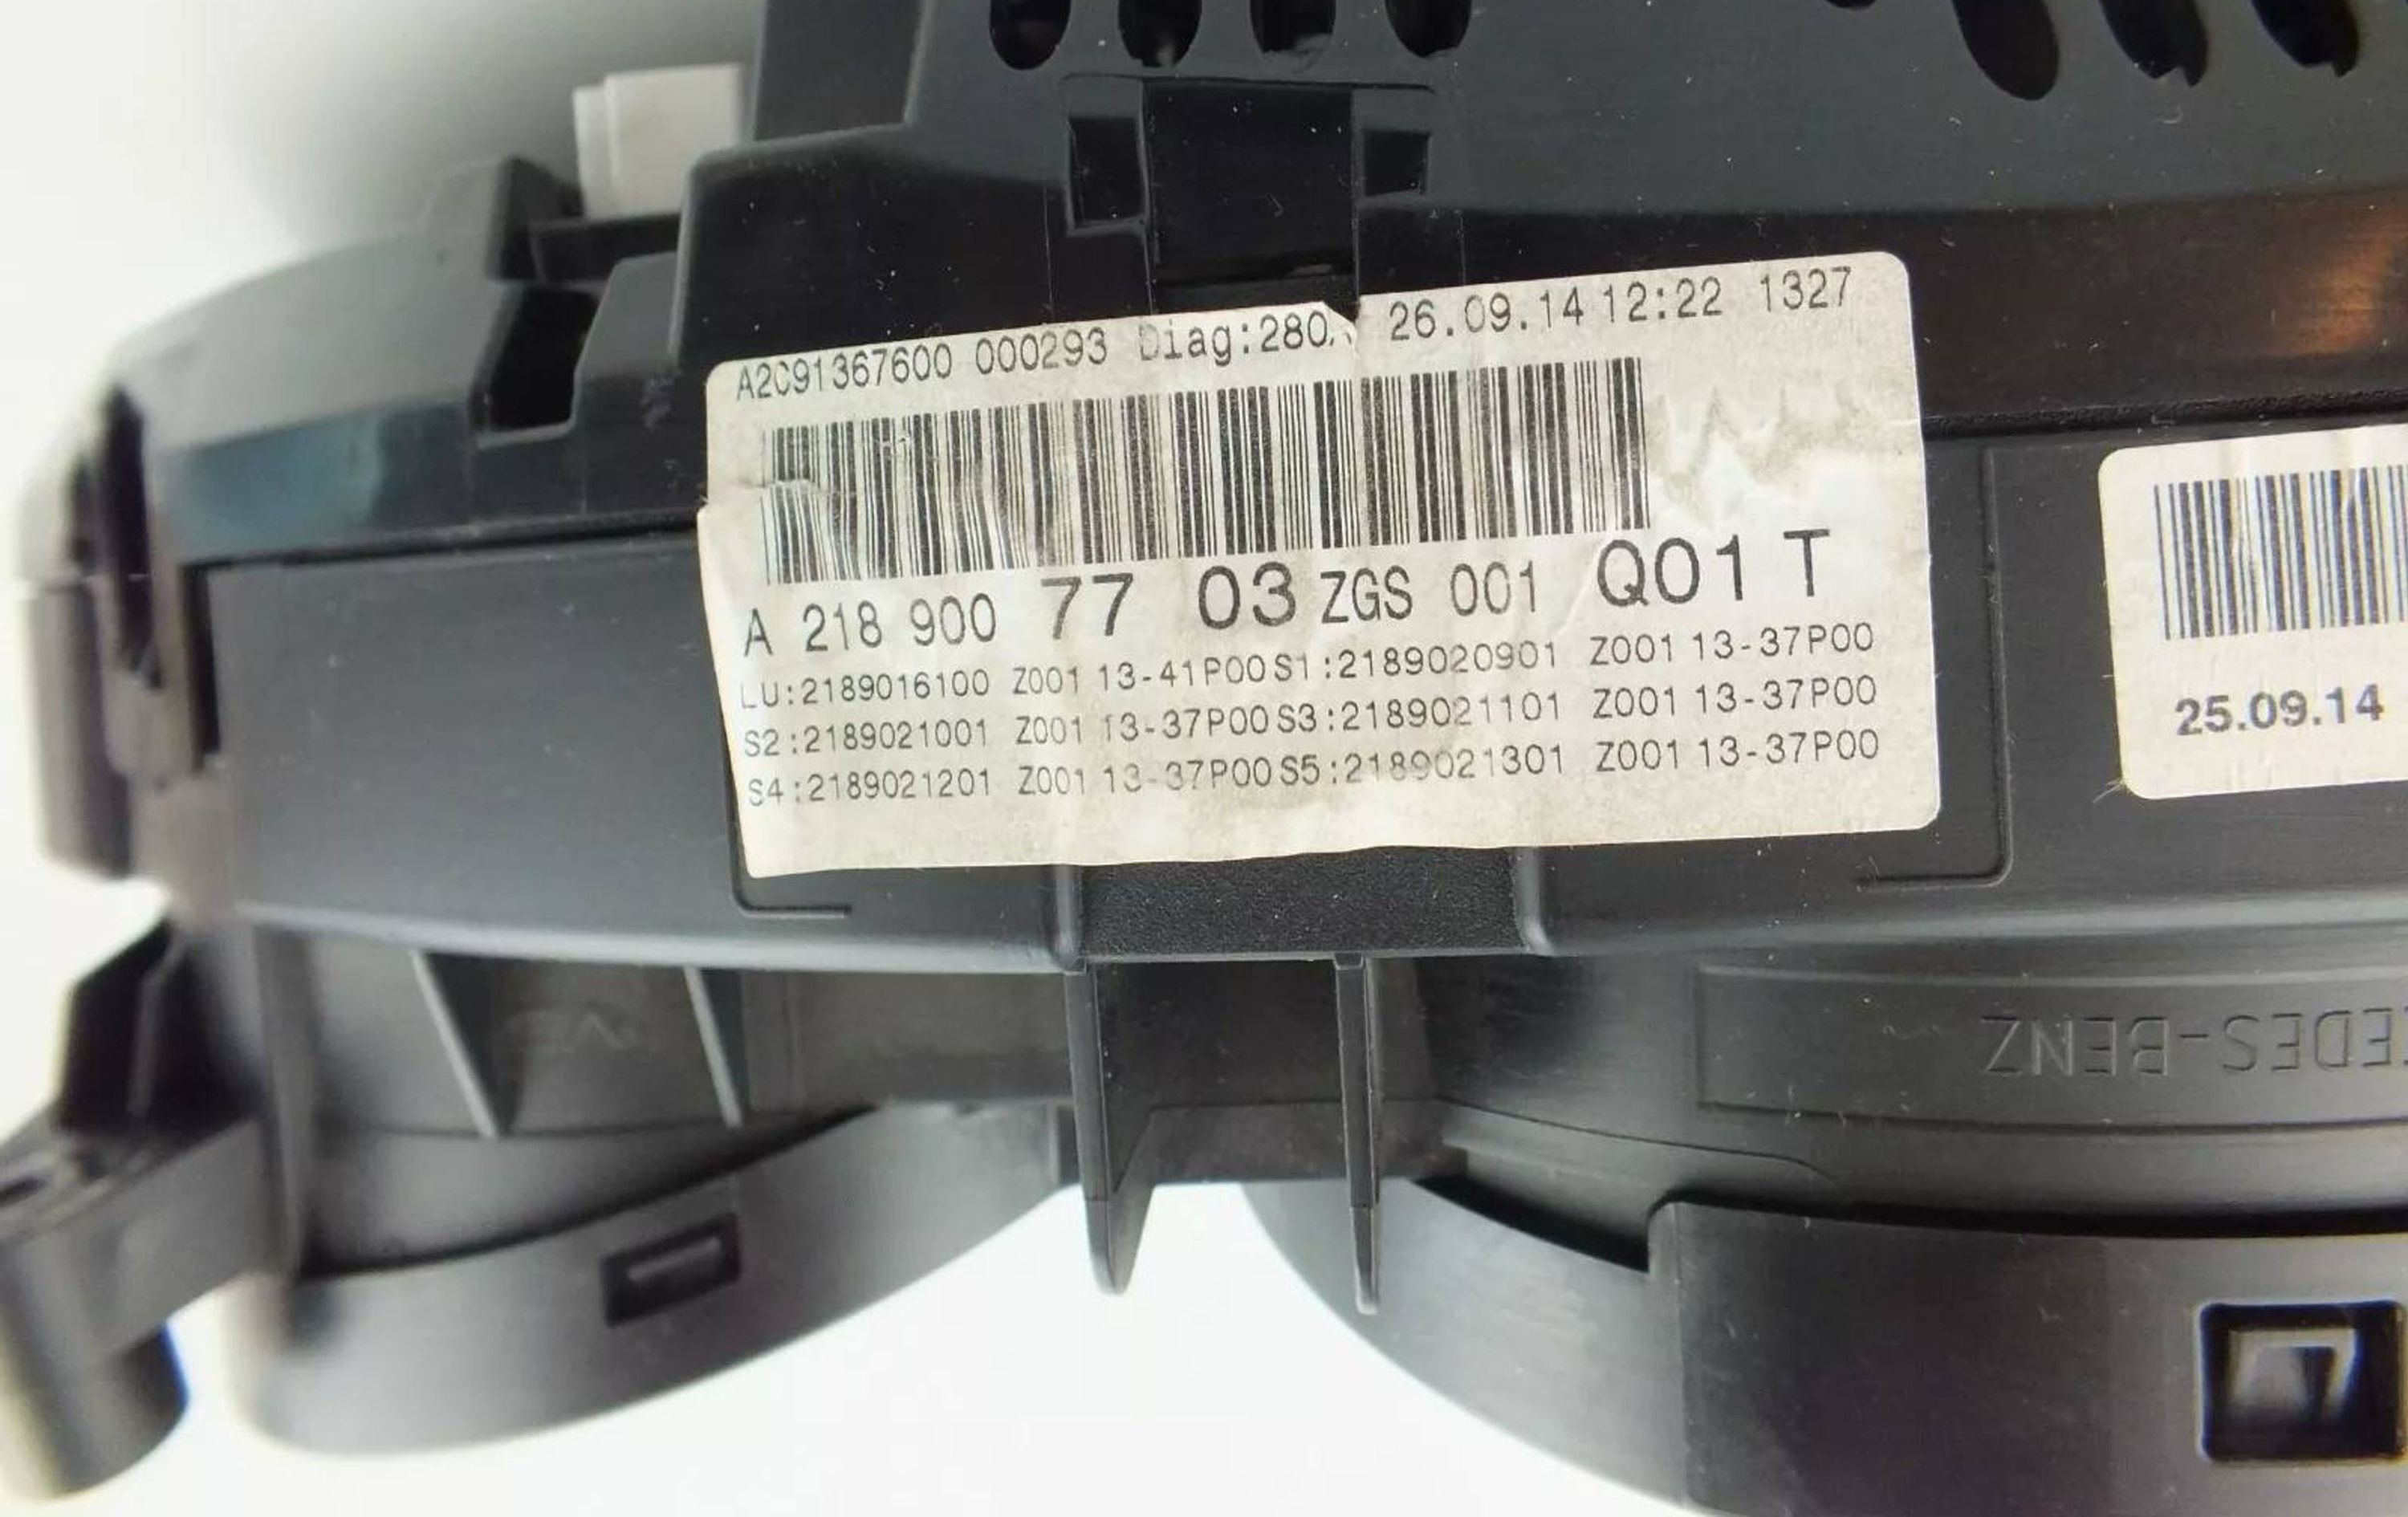 A2C91367600 000293 Diag:280 26.09.14 12:22 1327
A 218 900 77 03 ZGS 001 Q01 T
LU:2189016100 Z001 13-41P00 S1:2189020901 Z001 13-37P00
S2:2189021001 Z001 13-37P00 S3:2189021101 Z001 13-37P00
S4:2189021201 Z001 13-37P00 S5:2189021301 Z001 13-37P00
25.09.14
EDES-BENZ